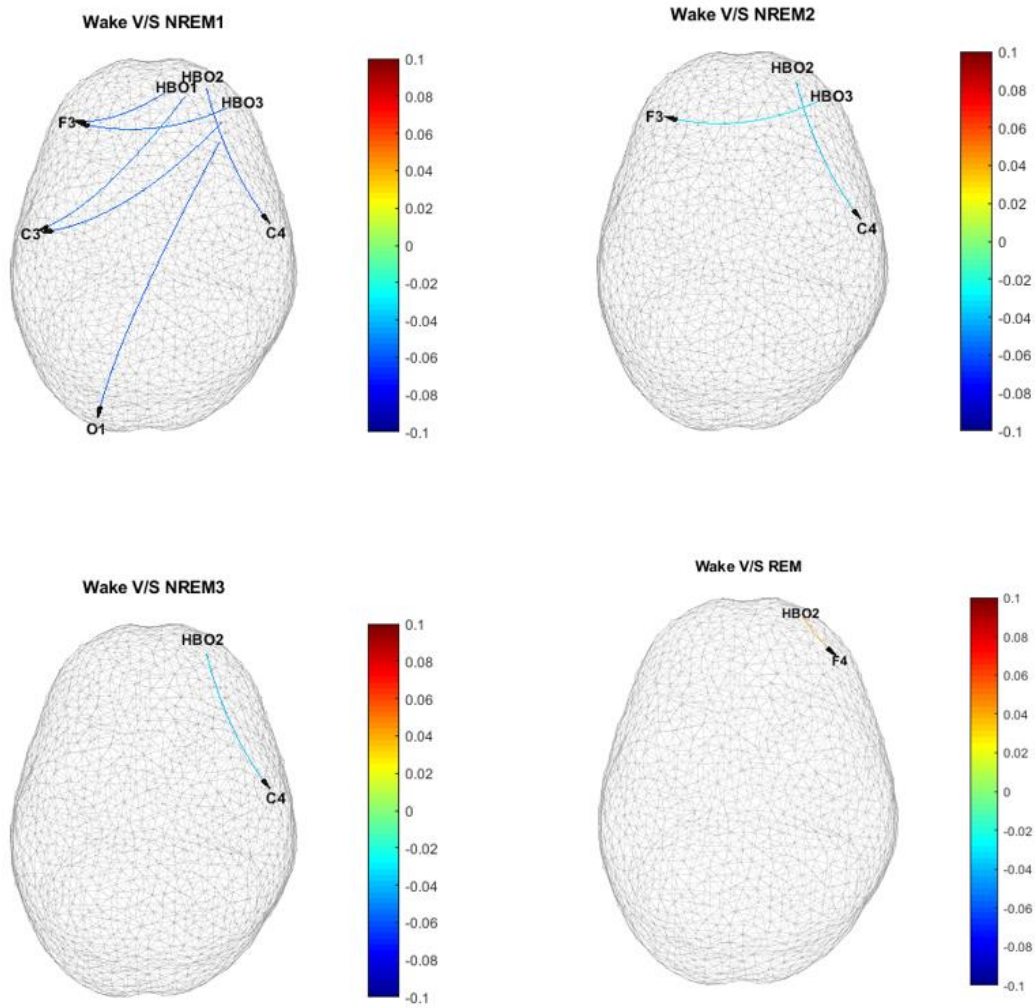 Wake V/S NREM1
HBO2
HBO1
HBO3
F3
C3
C4
O1
0.1
0.08
0.06
0.04
0.02
0
-0.02
-0.04
-0.06
-0.08
-0.1
Wake V/S NREM2
HBO2
HBO3
F3
C4
0.1
0.08
0.06
0.04
0.02
0
-0.02
-0.04
-0.06
-0.08
-0.1
Wake V/S NREM3
HBO2
C4
0.1
0.08
0.06
0.04
0.02
0
-0.02
-0.04
-0.06
-0.08
-0.1
Wake V/S REM
HBO2
F4
0.1
0.08
0.06
0.04
0.02
0
-0.02
-0.04
-0.06
-0.08
-0.1